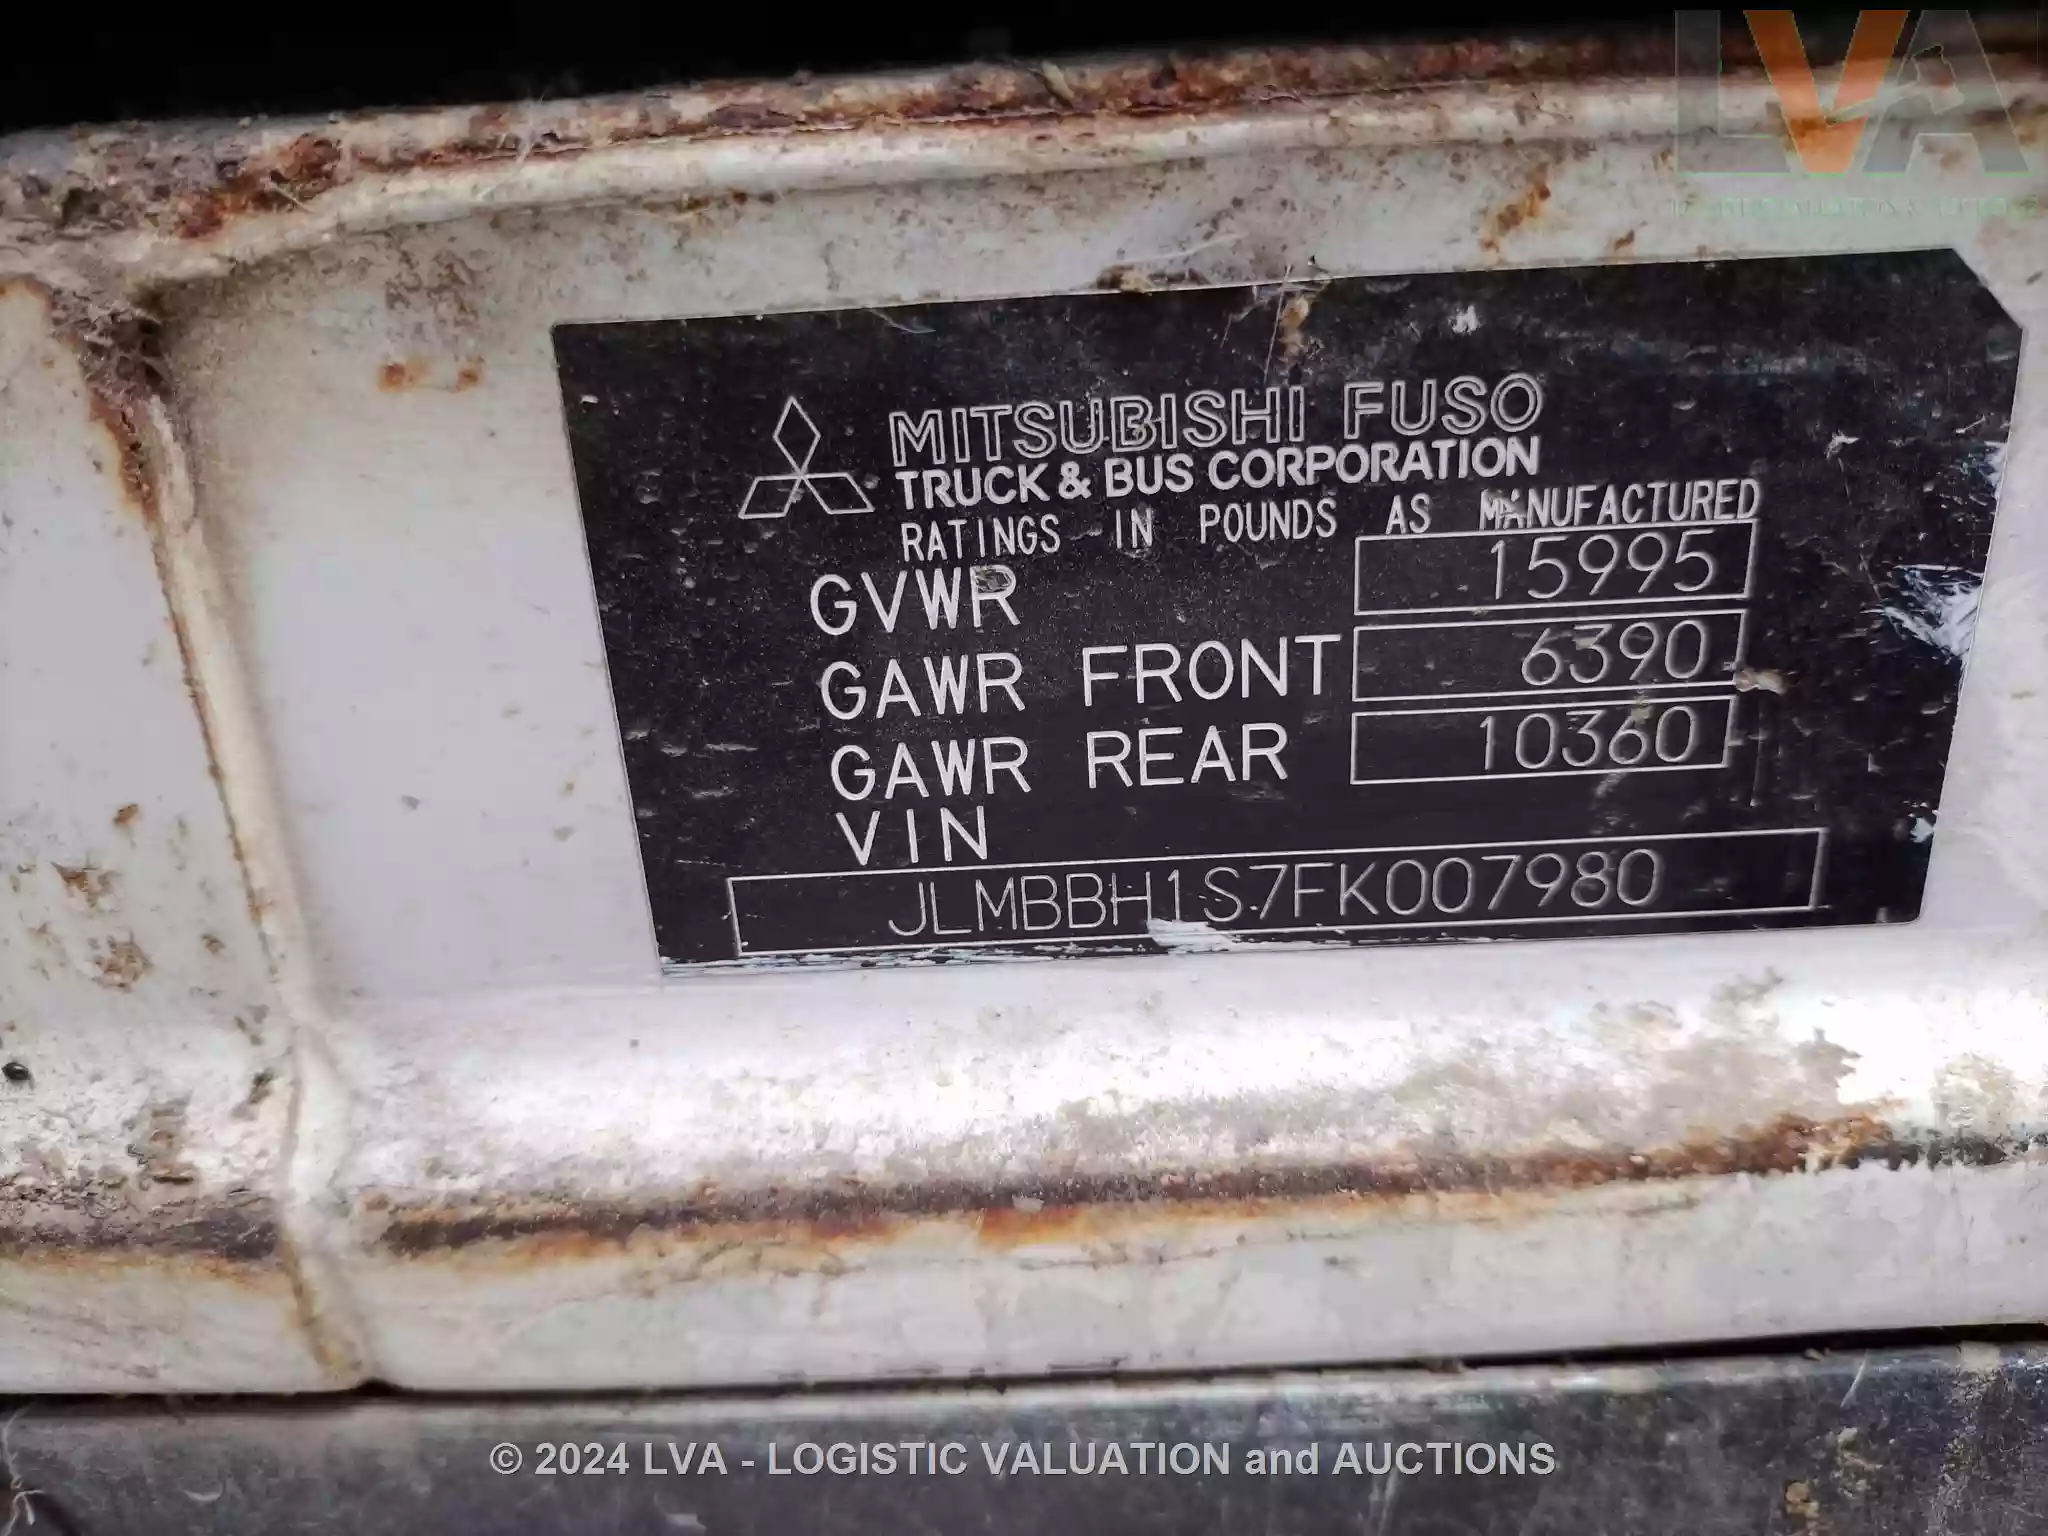 LVA
MITSUBISHI FUSO
TRUCK & BUS CORPORATION
RATINGS IN POUNDS AS MANUFACTURED
GVWR 15995
GAWR FRONT 6390
GAWR REAR 10360
VIN
JLMBBH1S7FK007980
© 2024 LVA - LOGISTIC VALUATION and AUCTIONS